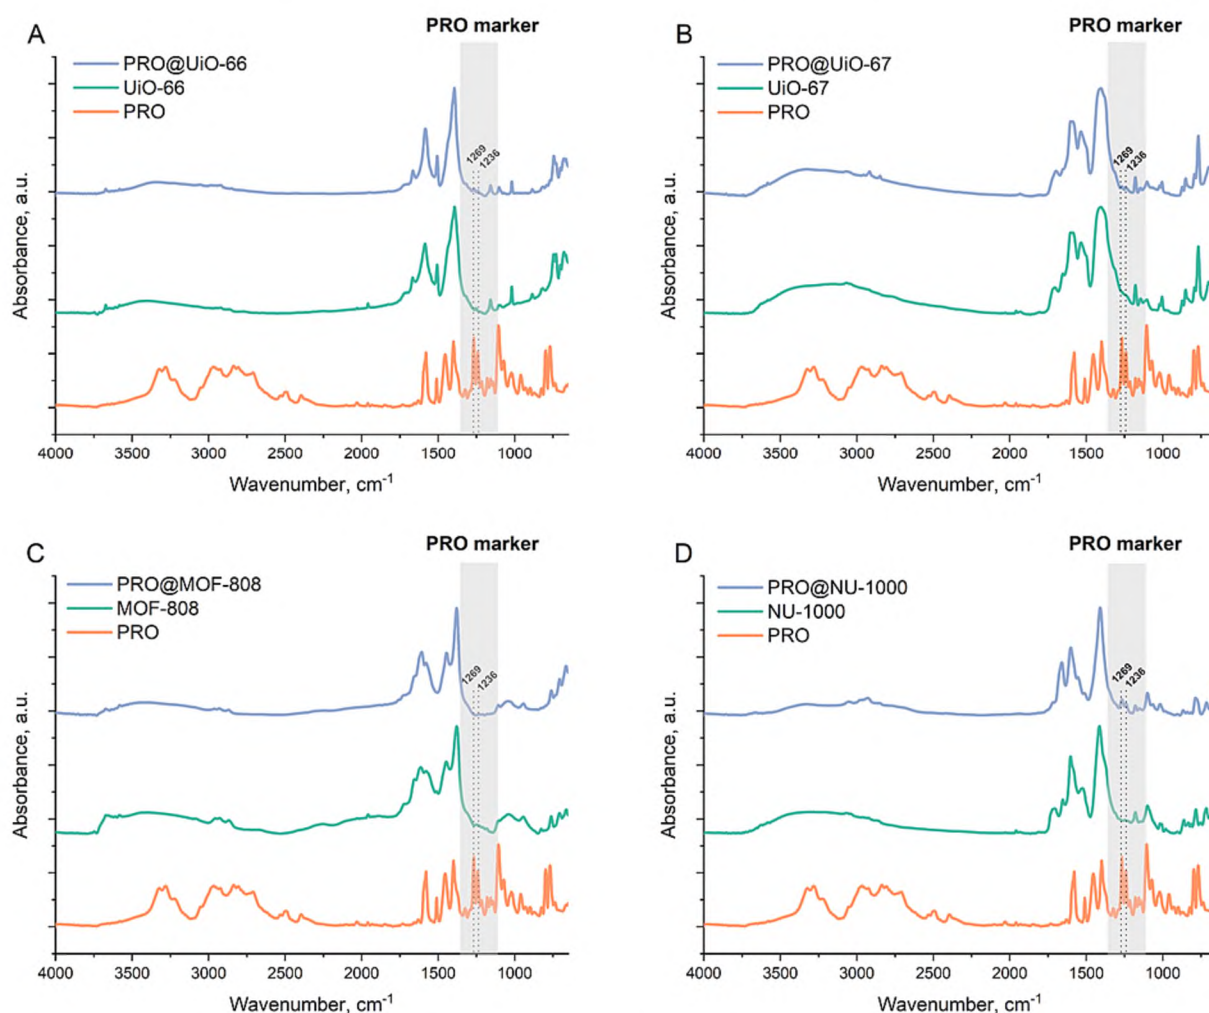 A
PRO marker
PRO@UiO-66
UiO-66
PRO
1269
1236
Absorbance, a.u.
4000 3500 3000 2500 2000 1500 1000
Wavenumber, cm-1
B
PRO marker
PRO@UiO-67
UiO-67
PRO
1269
1236
Absorbance, a.u.
4000 3500 3000 2500 2000 1500 1000
Wavenumber, cm-1
C
PRO marker
PRO@MOF-808
MOF-808
PRO
1269
1236
Absorbance, a.u.
4000 3500 3000 2500 2000 1500 1000
Wavenumber, cm-1
D
PRO marker
PRO@NU-1000
NU-1000
PRO
1269
1236
Absorbance, a.u.
4000 3500 3000 2500 2000 1500 1000
Wavenumber, cm-1